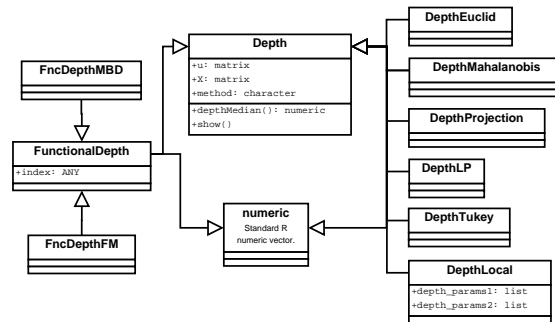 Depth
+u: matrix
+X: matrix
+method: character
+depthMedian(): numeric
+show()
FncDepthMBD
FunctionalDepth
+index: ANY
FncDepthFM
numeric
Standard R
numeric vector.
DepthEuclid
DepthMahalanobis
DepthProjection
DepthLP
DepthTukey
DepthLocal
+depth_params1: list
+depth_params2: list